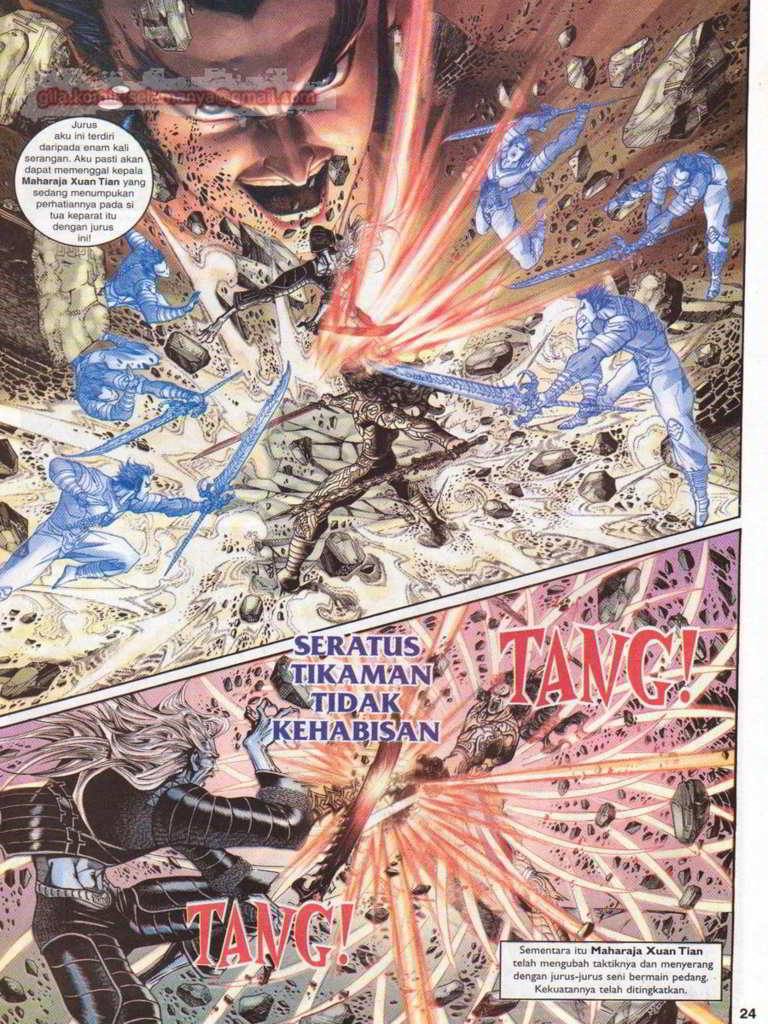 Jurus
aku ini terdiri
daripada enam kali
serangan. Aku pasti akan
dapat memenggal kepala
Maharaja Xuan Tian yang
sedang menumpukan
perhatiannya pada si
tua keparat itu
dengan jurus
ini!
SERATUS
TIKAMAN
TIDAK
KEHABISAN
TANG!
TANG!
Sementara itu Maharaja Xuan Tian
telah mengubah taktiknya dan menyerang
dengan jurus-jurus seni bermain pedang.
Kekuatannya telah ditingkatkan.
24